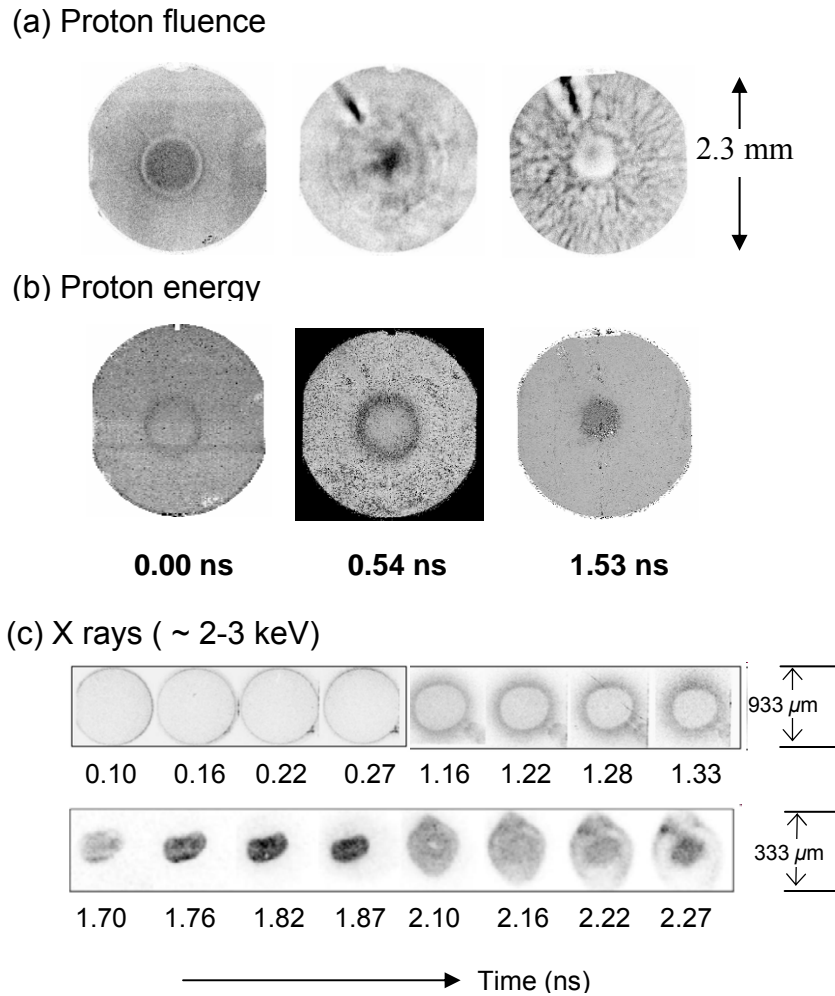 (a) Proton fluence
2.3 mm
(b) Proton energy
0.00 ns 0.54 ns 1.53 ns
(c) X rays ( ~ 2-3 keV)
933 µm
0.10 0.16 0.22 0.27 1.16 1.22 1.28 1.33
333 µm
1.70 1.76 1.82 1.87 2.10 2.16 2.22 2.27
Time (ns)